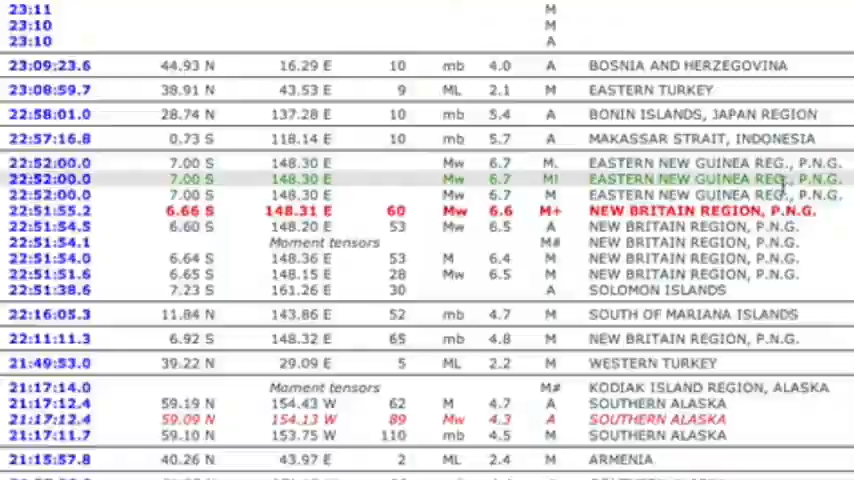 23:11 M
23:10 M
23:10 A
23:09:23.6 44.93 N 16.29 E 10 mb 4.0 A BOSNIA AND HERZEGOVINA
23:08:59.7 38.91 N 43.53 E 9 ML 2.1 M EASTERN TURKEY
22:58:01.0 28.74 N 137.28 E 10 mb 5.4 A BONIN ISLANDS, JAPAN REGION
22:57:16.8 0.73 S 118.14 E 10 mb 5.7 A MAKASSAR STRAIT, INDONESIA
22:52:00.0 7.00 S 148.30 E Mw 6.7 M. EASTERN NEW GUINEA REG., P.N.G.
22:52:00.0 7.00 S 148.30 E Mw 6.7 M! EASTERN NEW GUINEA REG., P.N.G.
22:52:00.0 7.00 S 148.30 E Mw 6.7 M EASTERN NEW GUINEA REG., P.N.G.
22:51:55.2 6.66 S 148.31 E 60 Mw 6.6 M+ NEW BRITAIN REGION, P.N.G.
22:51:54.5 6.60 S 148.20 E 53 Mw 6.5 A NEW BRITAIN REGION, P.N.G.
22:51:54.1 Moment tensors M# NEW BRITAIN REGION, P.N.G.
22:51:54.0 6.64 S 148.36 E 53 M 6.4 M NEW BRITAIN REGION, P.N.G.
22:51:51.6 6.65 S 148.15 E 28 Mw 6.5 M NEW BRITAIN REGION, P.N.G.
22:51:38.6 7.23 S 161.26 E 30 A SOLOMON ISLANDS
22:16:05.3 11.84 N 143.86 E 52 mb 4.7 M SOUTH OF MARIANA ISLANDS
22:11:11.3 6.92 S 148.32 E 65 mb 4.8 M NEW BRITAIN REGION, P.N.G.
21:49:53.0 39.22 N 29.09 E 5 ML 2.2 M WESTERN TURKEY
21:17:14.0 Moment tensors M# KODIAK ISLAND REGION, ALASKA
21:17:12.4 59.19 N 154.43 W 62 M 4.7 A SOUTHERN ALASKA
21:17:12.4 59.09 N 154.13 W 89 Mw 4.3 A SOUTHERN ALASKA
21:17:11.7 59.10 N 153.75 W 110 mb 4.5 M SOUTHERN ALASKA
21:15:57.8 40.26 N 43.97 E 2 ML 2.4 M ARMENIA